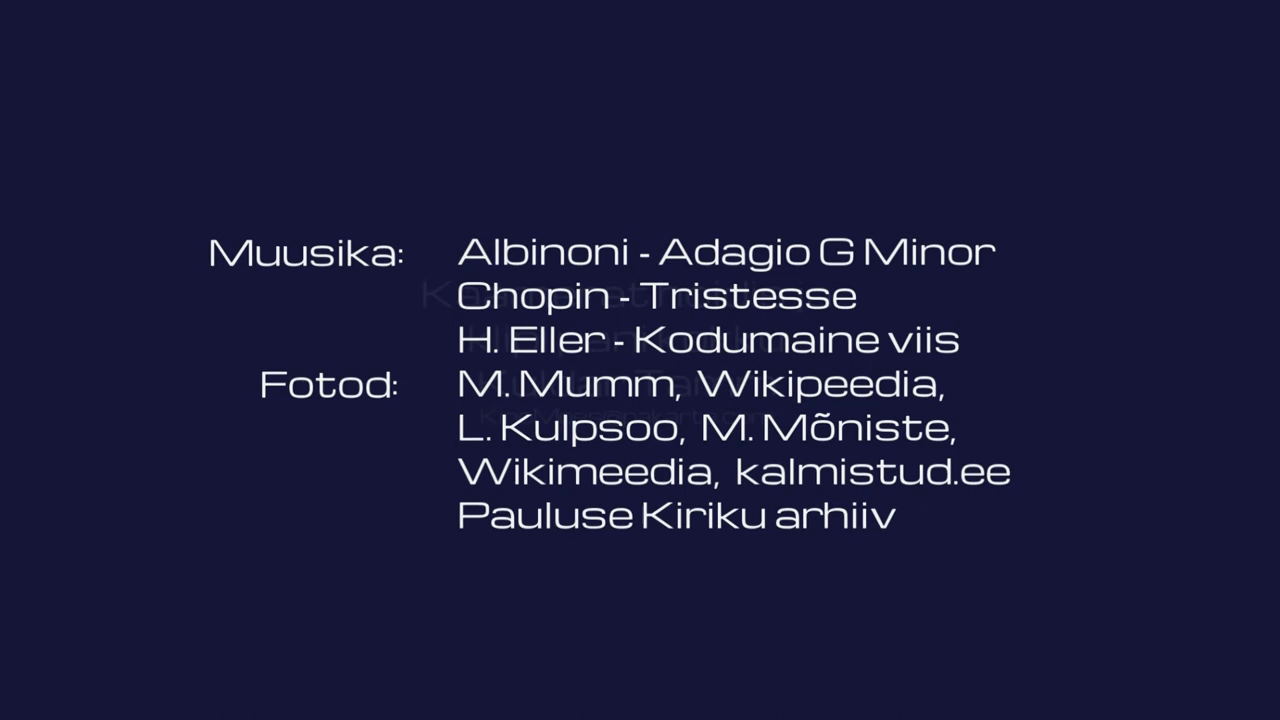 Muusika: Albinoni - Adagio G Minor
Chopin - Tristesse
H. Eller - Kodumaine viis
Fotod: M. Mumm, Wikipeedia,
L. Kulpsoo, M. Mõniste,
Wikimeedia, kalmistud.ee
Pauluse Kiriku arhiiv